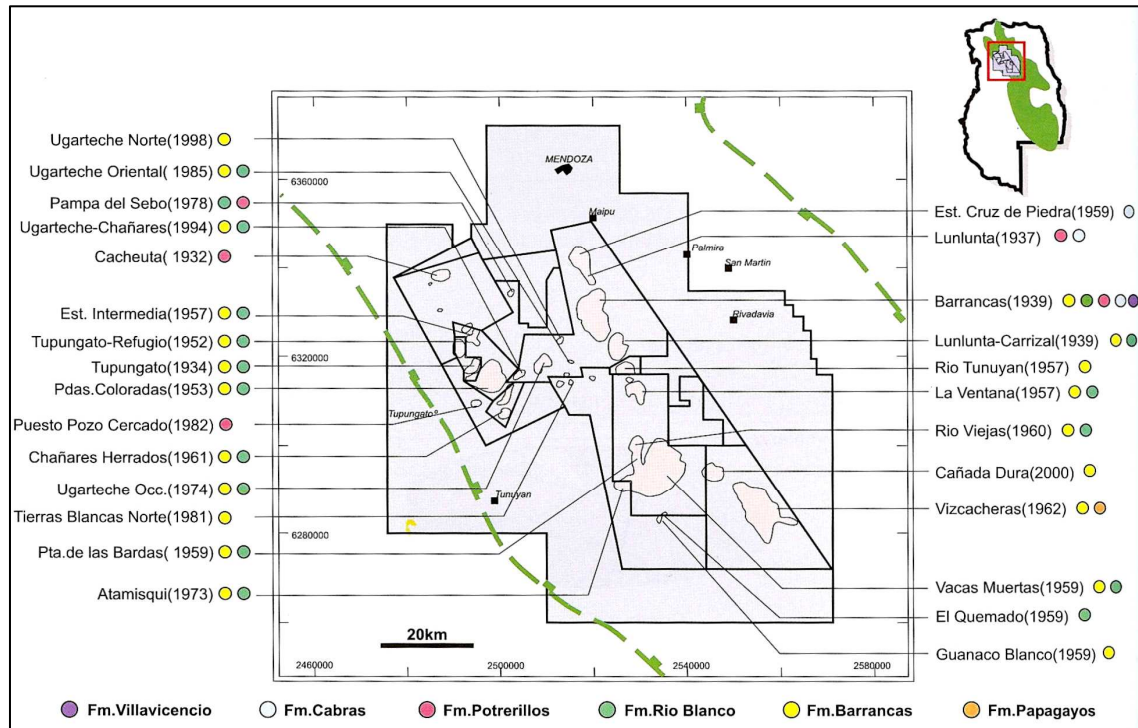 Ugarteche Norte(1998)
Ugarteche Oriental( 1985)
Pampa del Sebo(1978)
Ugarteche-Chañares(1994)
Cacheuta( 1932)
Est. Intermedia(1957)
Tupungato-Refugio(1952)
Tupungato(1934)
Pdas.Coloradas(1953)
Puesto Pozo Cercado(1982)
Chañares Herrados(1961)
Ugarteche Occ.(1974)
Tierras Blancas Norte(1981)
Pta.de las Bardas( 1959)
Atamisqui(1973)
6360000
6320000
6280000
MENDOZA
Maipu
Palmira
San Martin
Rivadavia
Tupungato
Tunuyan
20km
2460000
2500000
2540000
2580000
Est. Cruz de Piedra(1959)
Lunlunta(1937)
Barrancas(1939)
Lunlunta-Carrizal(1939)
Rio Tunuyan(1957)
La Ventana(1957)
Rio Viejas(1960)
Cañada Dura(2000)
Vizcacheras(1962)
Vacas Muertas(1959)
El Quemado(1959)
Guanaco Blanco(1959)
Fm.Villavicencio
Fm.Cabras
Fm.Potrerillos
Fm.Rio Blanco
Fm.Barrancas
Fm.Papagayos